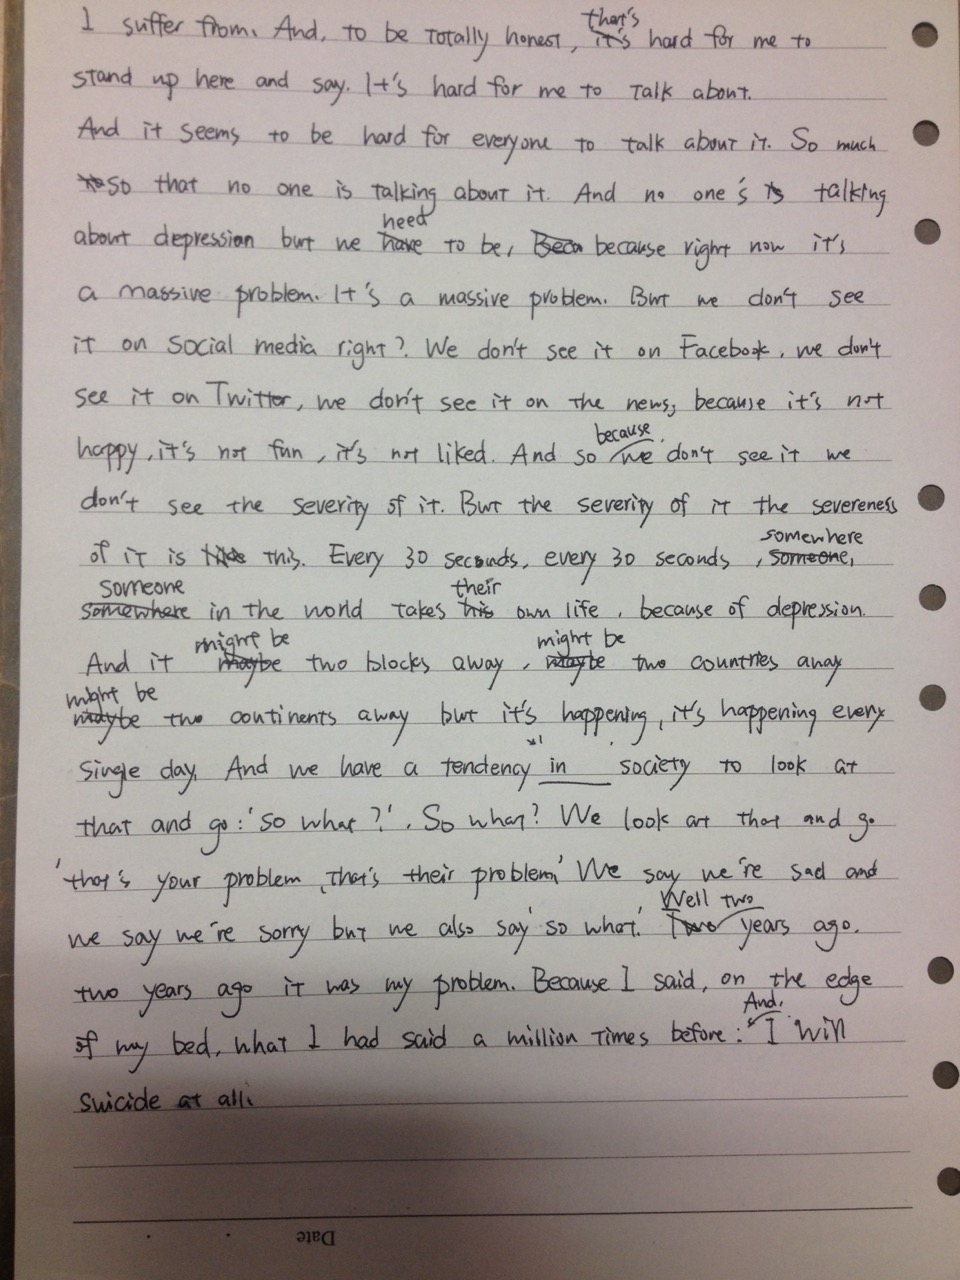 I suffer from. And, to be totally honest, that's hard for me to
stand up here and say. It's hard for me to talk about.
And it seems to be hard for everyone to talk about it. So much
so that no one is talking about it. And no one's talking
about depression but we need to be, because right now it's
a massive problem. It's a massive problem. But we don't see
it on social media right? We don't see it on Facebook, we don't
see it on Twitter, we don't see it on the news, because it's not
happy, it's not fun, it's not liked. And so because we don't see it we
don't see the severity of it. But the severity of it the severeness
of it is this. Every 30 seconds, every 30 seconds, somewhere
someone in the world takes their own life, because of depression.
And it might be two blocks away, might be two countries away
might be two continents away but it's happening, it's happening every
single day. And we have a tendency in society to look at
that and go: 'So what?'. So what? We look at that and go
'that's your problem, that's their problem,' We say we're sad and
we say we're sorry but we also say 'so what.' Well two years ago.
two years ago it was my problem. Because I said, on the edge
of my bed, what I had said a million times before: And, "I will
suicide at all.
Date